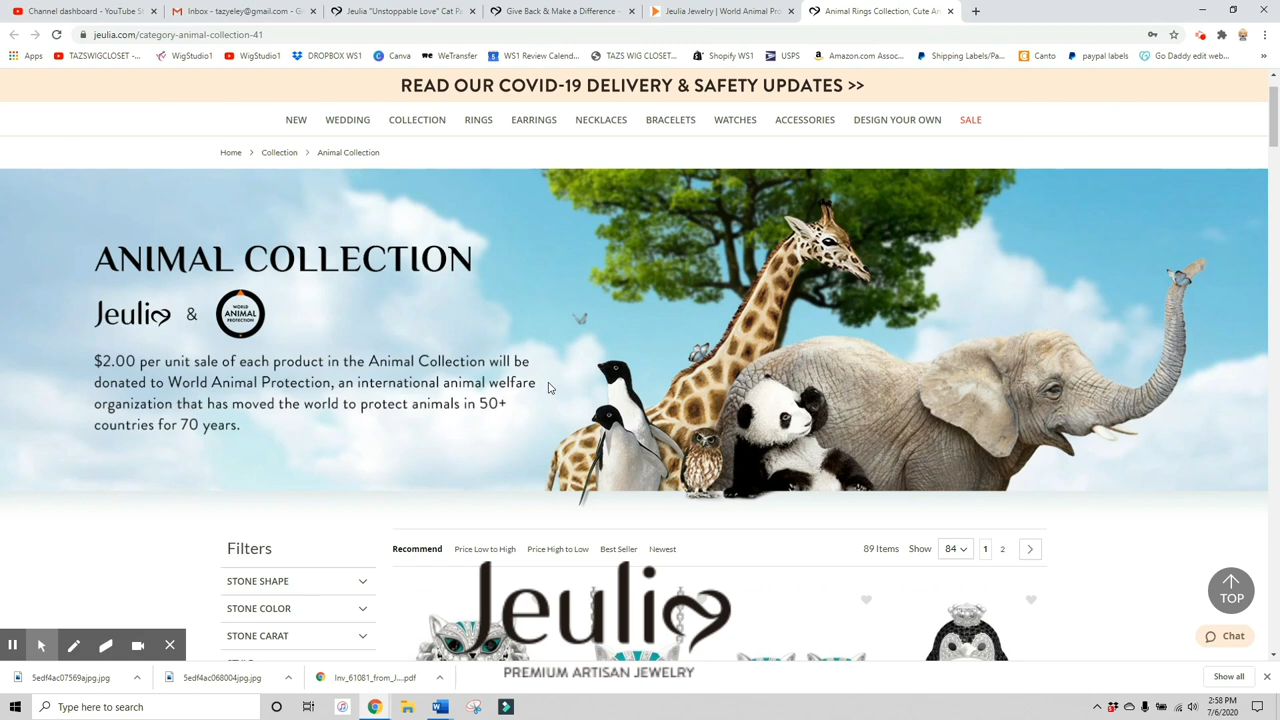 YouTube S
Inbox - tazyeley@gmail.com - G
Jeulia "Unstoppable Love" Cat Pa
Give Back & Make a Difference -
Jeulia Jewelry | World Animal Pro
Animal Rings Collection, Cute An
jeulia.com/category-animal-collection-41
Apps
TAZSWIGCLOSET -...
WigStudio1
WigStudio1
DROPBOX WS1
Canva
we WeTransfer
WS1 Review Calend...
TAZS WIG CLOSET...
Shopify WS1
USPS
Amazon.com Assoc...
Shipping Labels/Pa...
Canto
paypal labels
Go Daddy edit web...
»
READ OUR COVID-19 DELIVERY & SAFETY UPDATES >>
NEW WEDDING COLLECTION RINGS EARRINGS NECKLACES BRACELETS WATCHES ACCESSORIES DESIGN YOUR OWN SALE
Home > Collection > Animal Collection
ANIMAL COLLECTION
Jeulia & WORLD ANIMAL PROTECTION
$2.00 per unit sale of each product in the Animal Collection will be
donated to World Animal Protection, an international animal welfare
organization that has moved the world to protect animals in 50+
countries for 70 years.
Filters
Recommend Price Low to High Price High to Low Best Seller Newest
89 Items Show 84 1 2
STONE SHAPE
STONE COLOR
STONE CARAT
Jeulia
PREMIUM ARTISAN JEWELRY
TOP
Chat
5edf4ac07569ajpg.jpg
5edf4ac068004jpg.jpg
Inv_61081_from_J....pdf
Show all
Type here to search
2:58 PM
7/6/2020